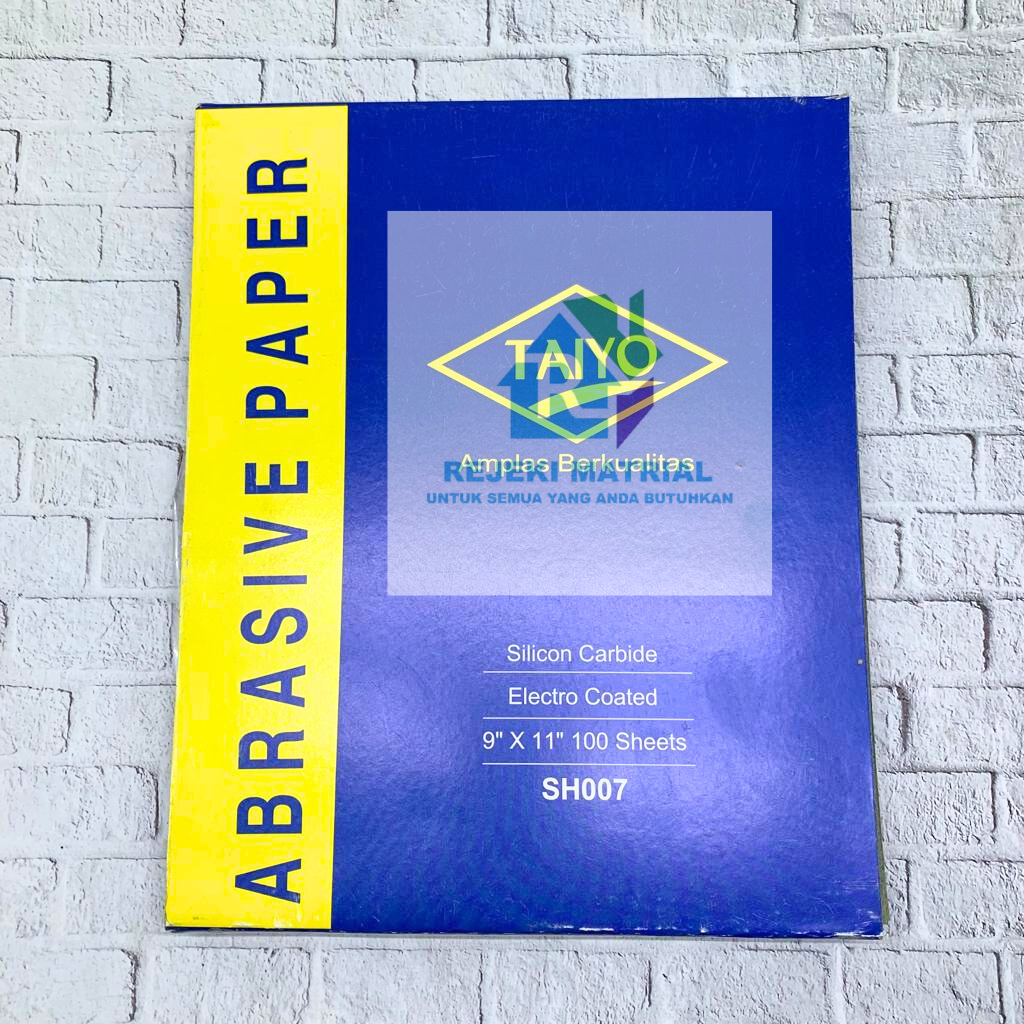 ABRASIVE PAPER
TAIYO
Amplas Berkualitas
REJEKI MATRIAL
UNTUK SEMUA YANG ANDA BUTUHKAN
Silicon Carbide
Electro Coated
9" X 11" 100 Sheets
SH007